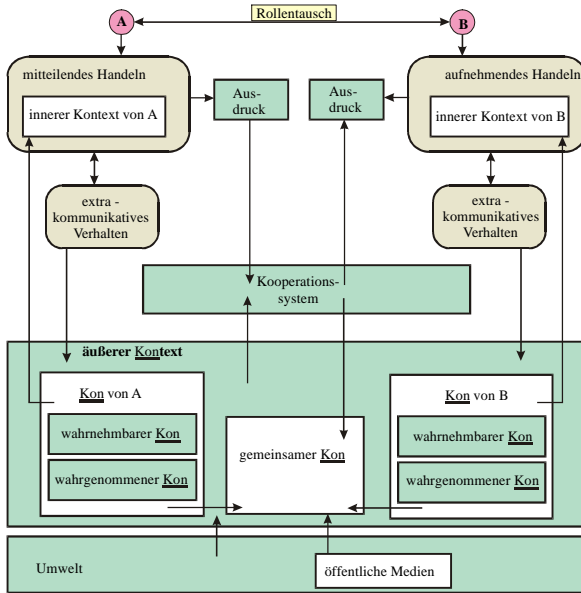 Rollentausch
A
B
mitteilendes Handeln
innerer Kontext von A
Aus-
druck
Aus-
druck
aufnehmendes Handeln
innerer Kontext von B
extra -
kommunikatives
Verhalten
extra -
kommunikatives
Verhalten
Kooperations-
system
äußerer Kontext
Kon von A
wahrnehmbarer Kon
wahrgenommener Kon
gemeinsamer Kon
Kon von B
wahrnehmbarer Kon
wahrgenommener Kon
Umwelt
öffentliche Medien